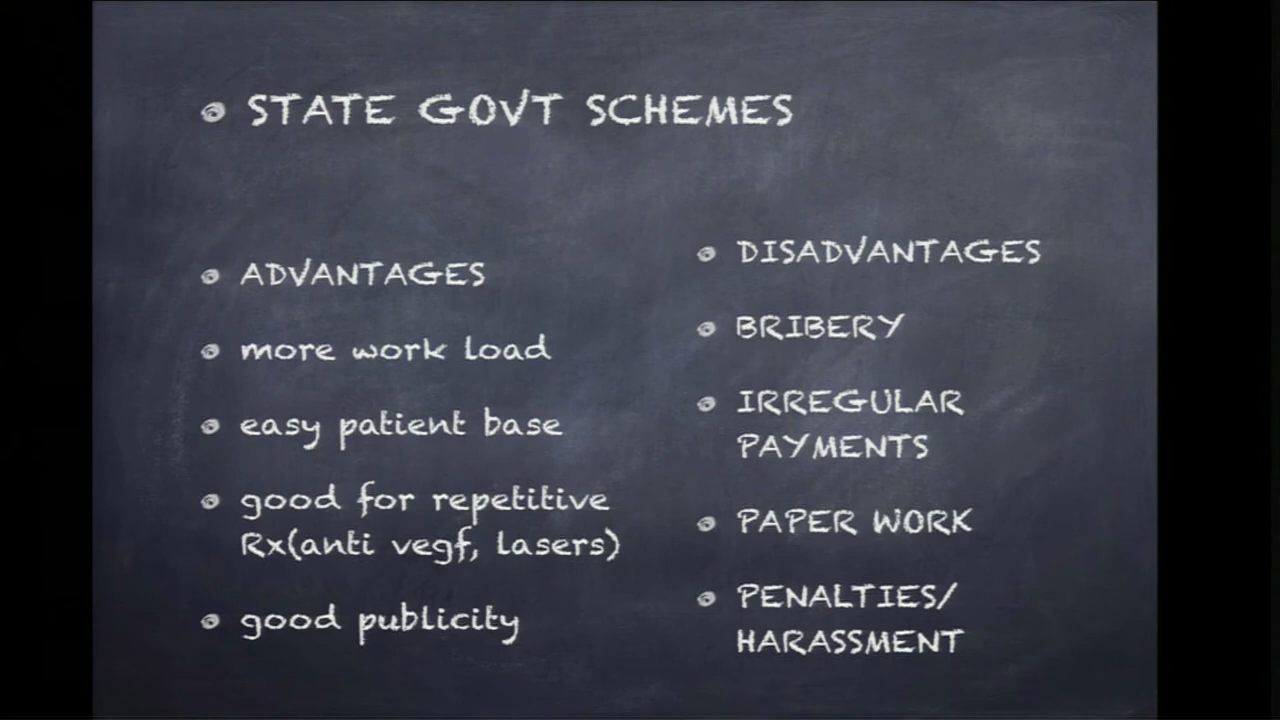 STATE GOVT SCHEMES
ADVANTAGES
more work load
easy patient base
good for repetitive
Rx(anti vegf, lasers)
good publicity
DISADVANTAGES
BRIBERY
IRREGULAR
PAYMENTS
PAPER WORK
PENALTIES/
HARASSMENT